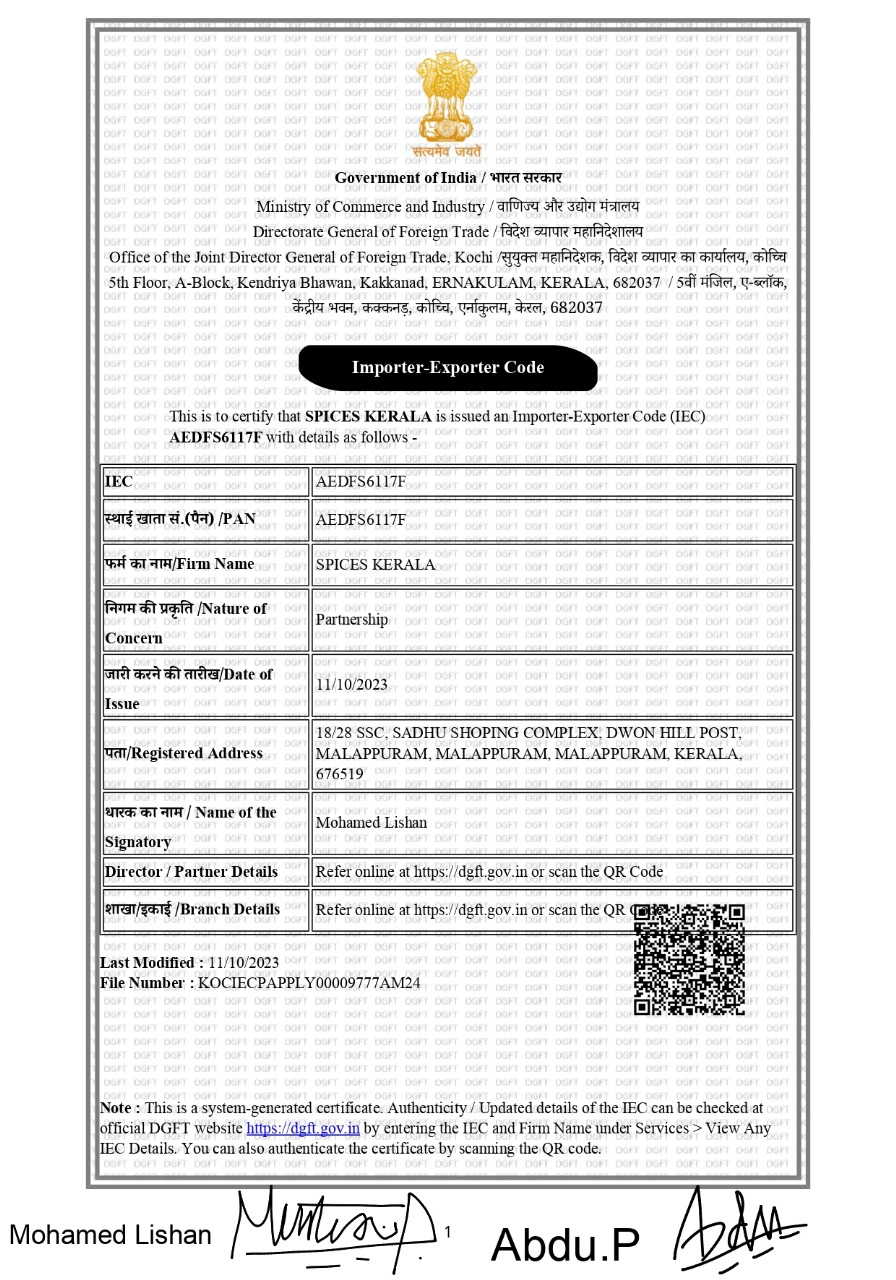 सत्यमेव जयते
Government of India / भारत सरकार
Ministry of Commerce and Industry / वाणिज्य और उद्योग मंत्रालय
Directorate General of Foreign Trade / विदेश व्यापार महानिदेशालय
Office of the Joint Director General of Foreign Trade, Kochi /सुयुक्त महानिदेशक, विदेश व्यापार का कार्यालय, कोच्चि
5th Floor, A-Block, Kendriya Bhawan, Kakkanad, ERNAKULAM, KERALA, 682037 / 5वीं मंजिल, ए-ब्लॉक,
केंद्रीय भवन, कक्कनड़, कोच्चि, एर्नाकुलम, केरल, 682037
Importer-Exporter Code
This is to certify that SPICES KERALA is issued an Importer-Exporter Code (IEC)
AEDFS6117F with details as follows -
IEC AEDFS6117F
स्थाई खाता सं.(पैन) /PAN AEDFS6117F
फर्म का नाम/Firm Name SPICES KERALA
निगम की प्रकृति /Nature of
Concern Partnership
जारी करने की तारीख/Date of
Issue 11/10/2023
पता/Registered Address 18/28 SSC, SADHU SHOPING COMPLEX, DWON HILL POST,
MALAPPURAM, MALAPPURAM, MALAPPURAM, KERALA,
676519
धारक का नाम / Name of the
Signatory Mohamed Lishan
Director / Partner Details Refer online at https://dgft.gov.in or scan the QR Code
शाखा/इकाई /Branch Details Refer online at https://dgft.gov.in or scan the QR Code
Last Modified : 11/10/2023
File Number : KOCIECPAPPLY00009777AM24
Note : This is a system-generated certificate. Authenticity / Updated details of the IEC can be checked at
official DGFT website https://dgft.gov.in by entering the IEC and Firm Name under Services > View Any
IEC Details. You can also authenticate the certificate by scanning the QR code.
Mohamed Lishan 1 Abdu.P